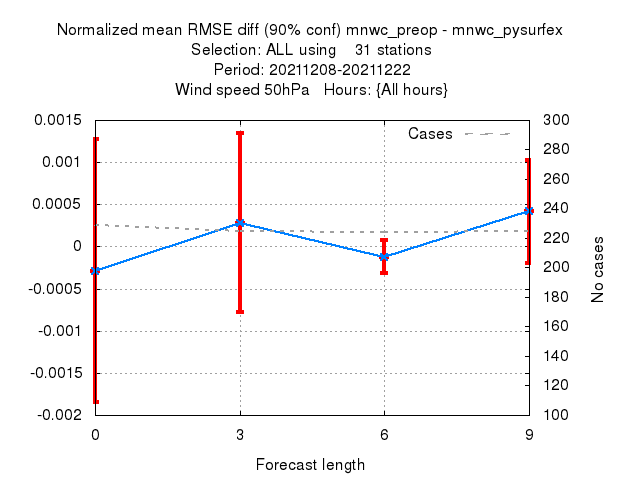 Normalized mean RMSE diff (90% conf) mnwc_preop - mnwc_pysurfex
Selection: ALL using    31 stations
Period: 20211208-20211222
Wind speed 50hPa   Hours: {All hours}
0.0015
0.001
0.0005
0
-0.0005
-0.001
-0.0015
-0.002
Cases
300
280
260
240
220
200
180
160
140
120
100
No cases
0 3 6 9
Forecast length